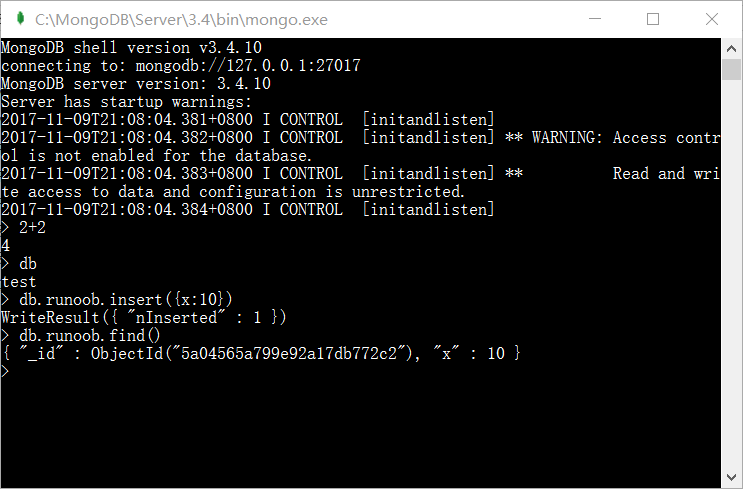 C:\MongoDB\Server\3.4\bin\mongo.exe
MongoDB shell version v3.4.10
connecting to: mongodb://127.0.0.1:27017
MongoDB server version: 3.4.10
Server has startup warnings:
2017-11-09T21:08:04.381+0800 I CONTROL  [initandlisten]
2017-11-09T21:08:04.382+0800 I CONTROL  [initandlisten] ** WARNING: Access contr
ol is not enabled for the database.
2017-11-09T21:08:04.383+0800 I CONTROL  [initandlisten] **          Read and wri
te access to data and configuration is unrestricted.
2017-11-09T21:08:04.384+0800 I CONTROL  [initandlisten]
> 2+2
4
> db
test
> db.runoob.insert({x:10})
WriteResult({ "nInserted" : 1 })
> db.runoob.find()
{ "_id" : ObjectId("5a04565a799e92a17db772c2"), "x" : 10 }
>